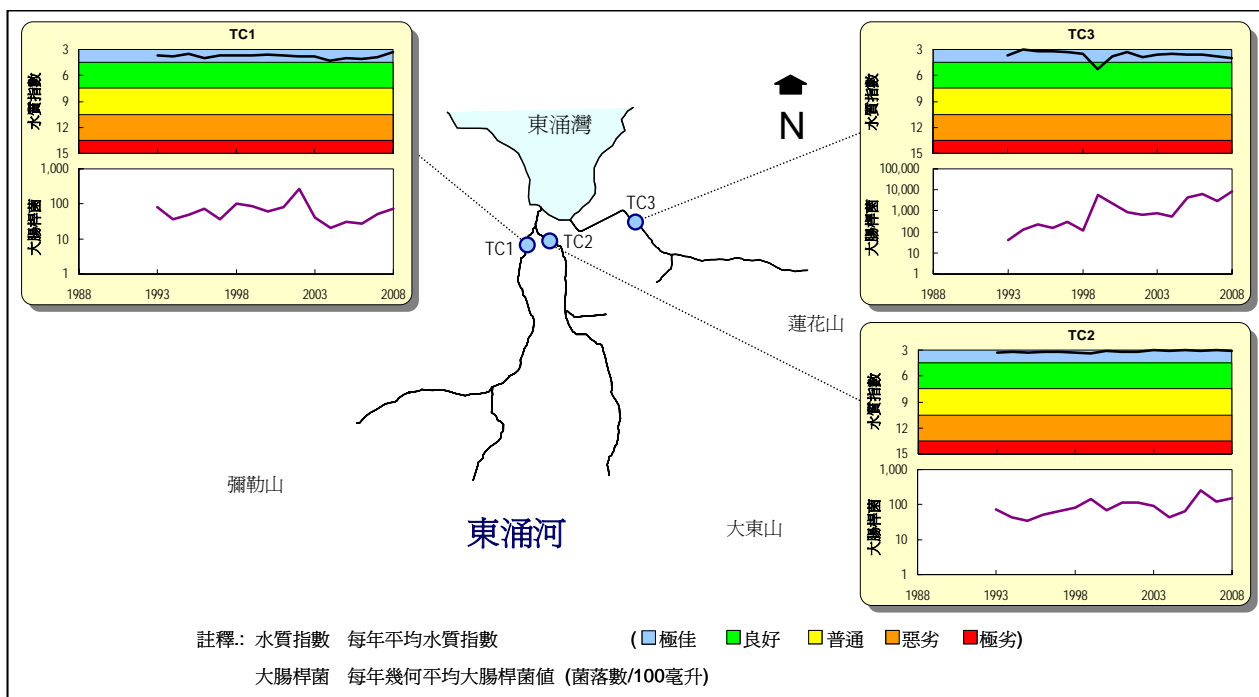 TC1
水質指數
3
6
9
12
15
大腸桿菌
1,000
100
10
1
1988 1993 1998 2003 2008
東涌灣
N
TC3
水質指數
3
6
9
12
15
大腸桿菌
100,000
10,000
1,000
100
10
1
1988 1993 1998 2003 2008
TC1
TC2
TC3
蓮花山
彌勒山
東涌河
大東山
TC2
水質指數
3
6
9
12
15
大腸桿菌
1,000
100
10
1
1988 1993 1998 2003 2008
註釋.: 水質指數 每年平均水質指數 (極佳 良好 普通 惡劣 極劣)
大腸桿菌 每年幾何平均大腸桿菌值 (菌落數/100毫升)